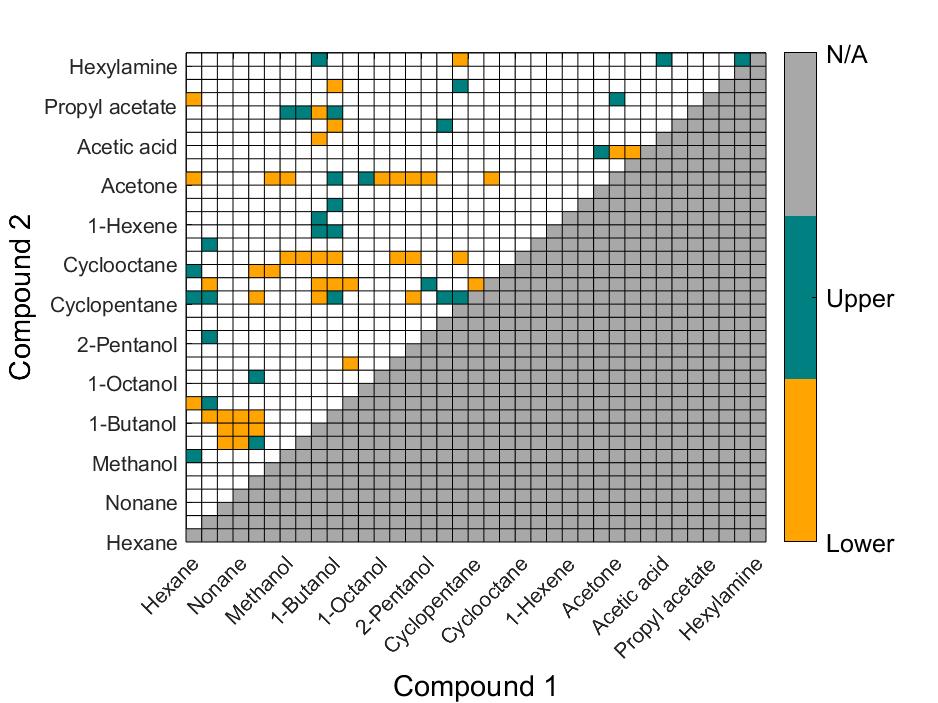 Compound 2
Hexylamine
Propyl acetate
Acetic acid
Acetone
1-Hexene
Cyclooctane
Cyclopentane
2-Pentanol
1-Octanol
1-Butanol
Methanol
Nonane
Hexane
Hexane
Nonane
Methanol
1-Butanol
1-Octanol
2-Pentanol
Cyclopentane
Cyclooctane
1-Hexene
Acetone
Acetic acid
Propyl acetate
Hexylamine
Compound 1
N/A
Upper
Lower